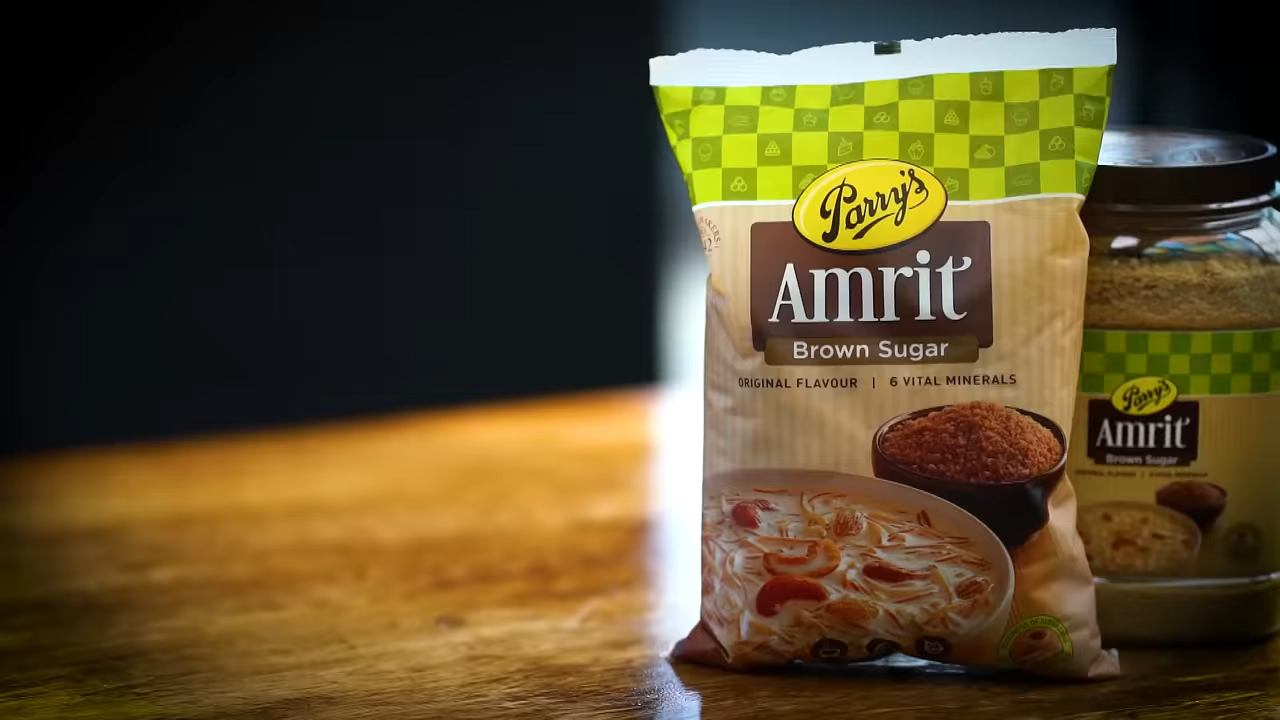 Parry's
Amrit
Brown Sugar
ORIGINAL FLAVOUR | 6 VITAL MINERALS
Parry's
Amrit
Brown Sugar